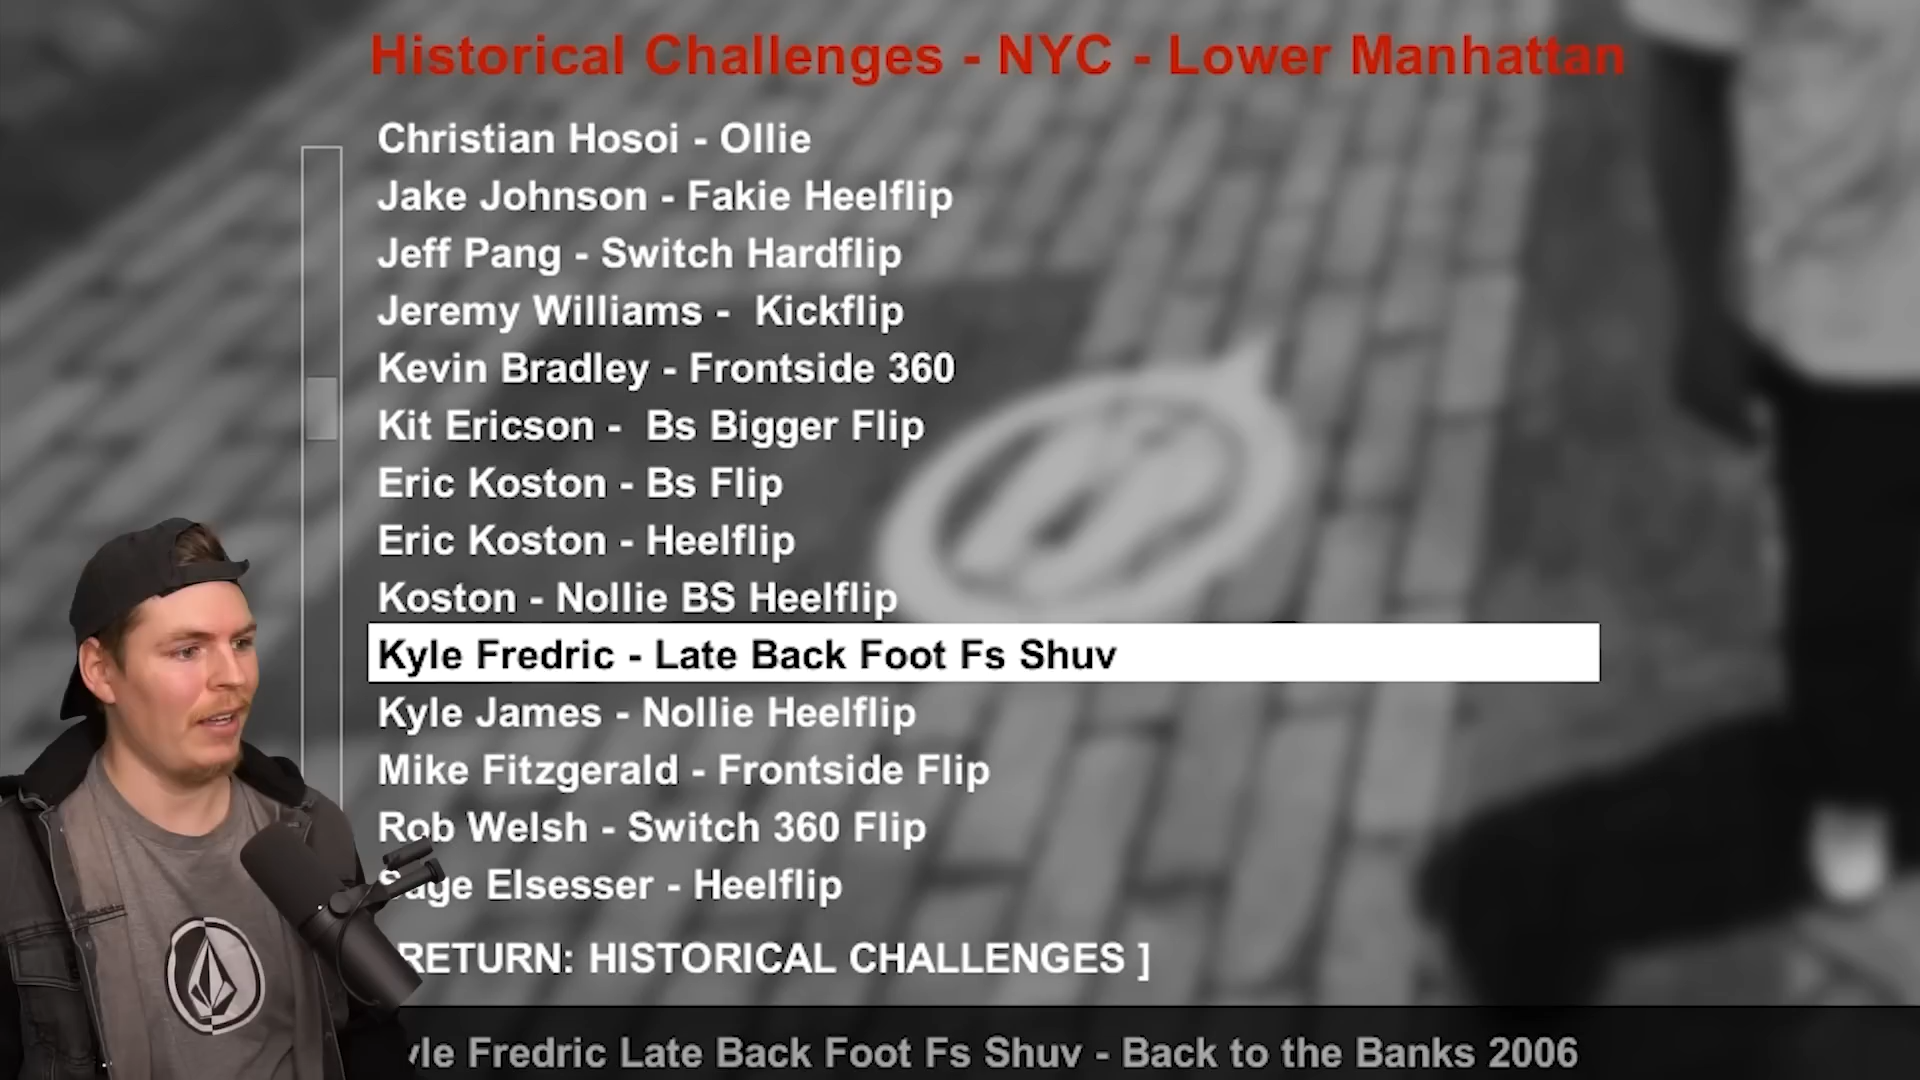 Historical Challenges - NYC - Lower Manhattan
Christian Hosoi - Ollie
Jake Johnson - Fakie Heelflip
Jeff Pang - Switch Hardflip
Jeremy Williams -  Kickflip
Kevin Bradley - Frontside 360
Kit Ericson -  Bs Bigger Flip
Eric Koston - Bs Flip
Eric Koston - Heelflip
Koston - Nollie BS Heelflip
Kyle Fredric - Late Back Foot Fs Shuv
Kyle James - Nollie Heelflip
Mike Fitzgerald - Frontside Flip
Rob Welsh - Switch 360 Flip
Sage Elsesser - Heelflip
RETURN: HISTORICAL CHALLENGES ]
yle Fredric Late Back Foot Fs Shuv - Back to the Banks 2006